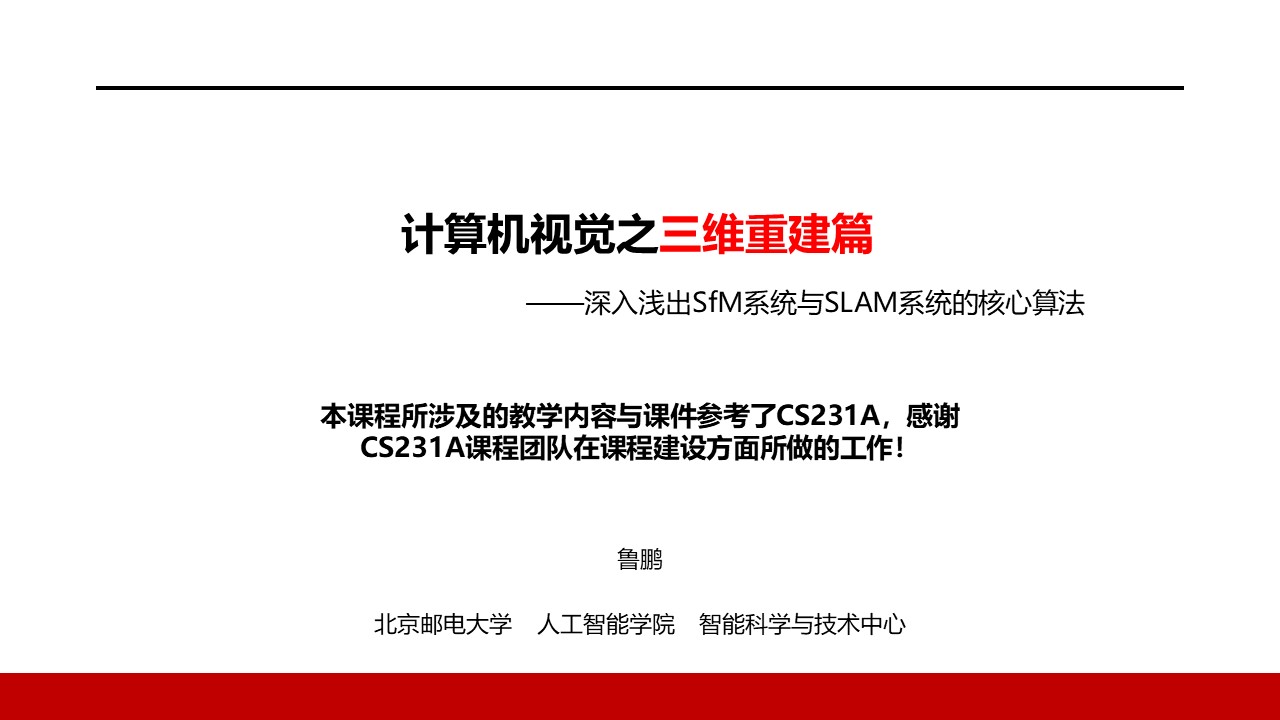 计算机视觉之三维重建篇
——深入浅出SfM系统与SLAM系统的核心算法
本课程所涉及的教学内容与课件参考了CS231A，感谢
CS231A课程团队在课程建设方面所做的工作！
鲁鹏
北京邮电大学 人工智能学院 智能科学与技术中心